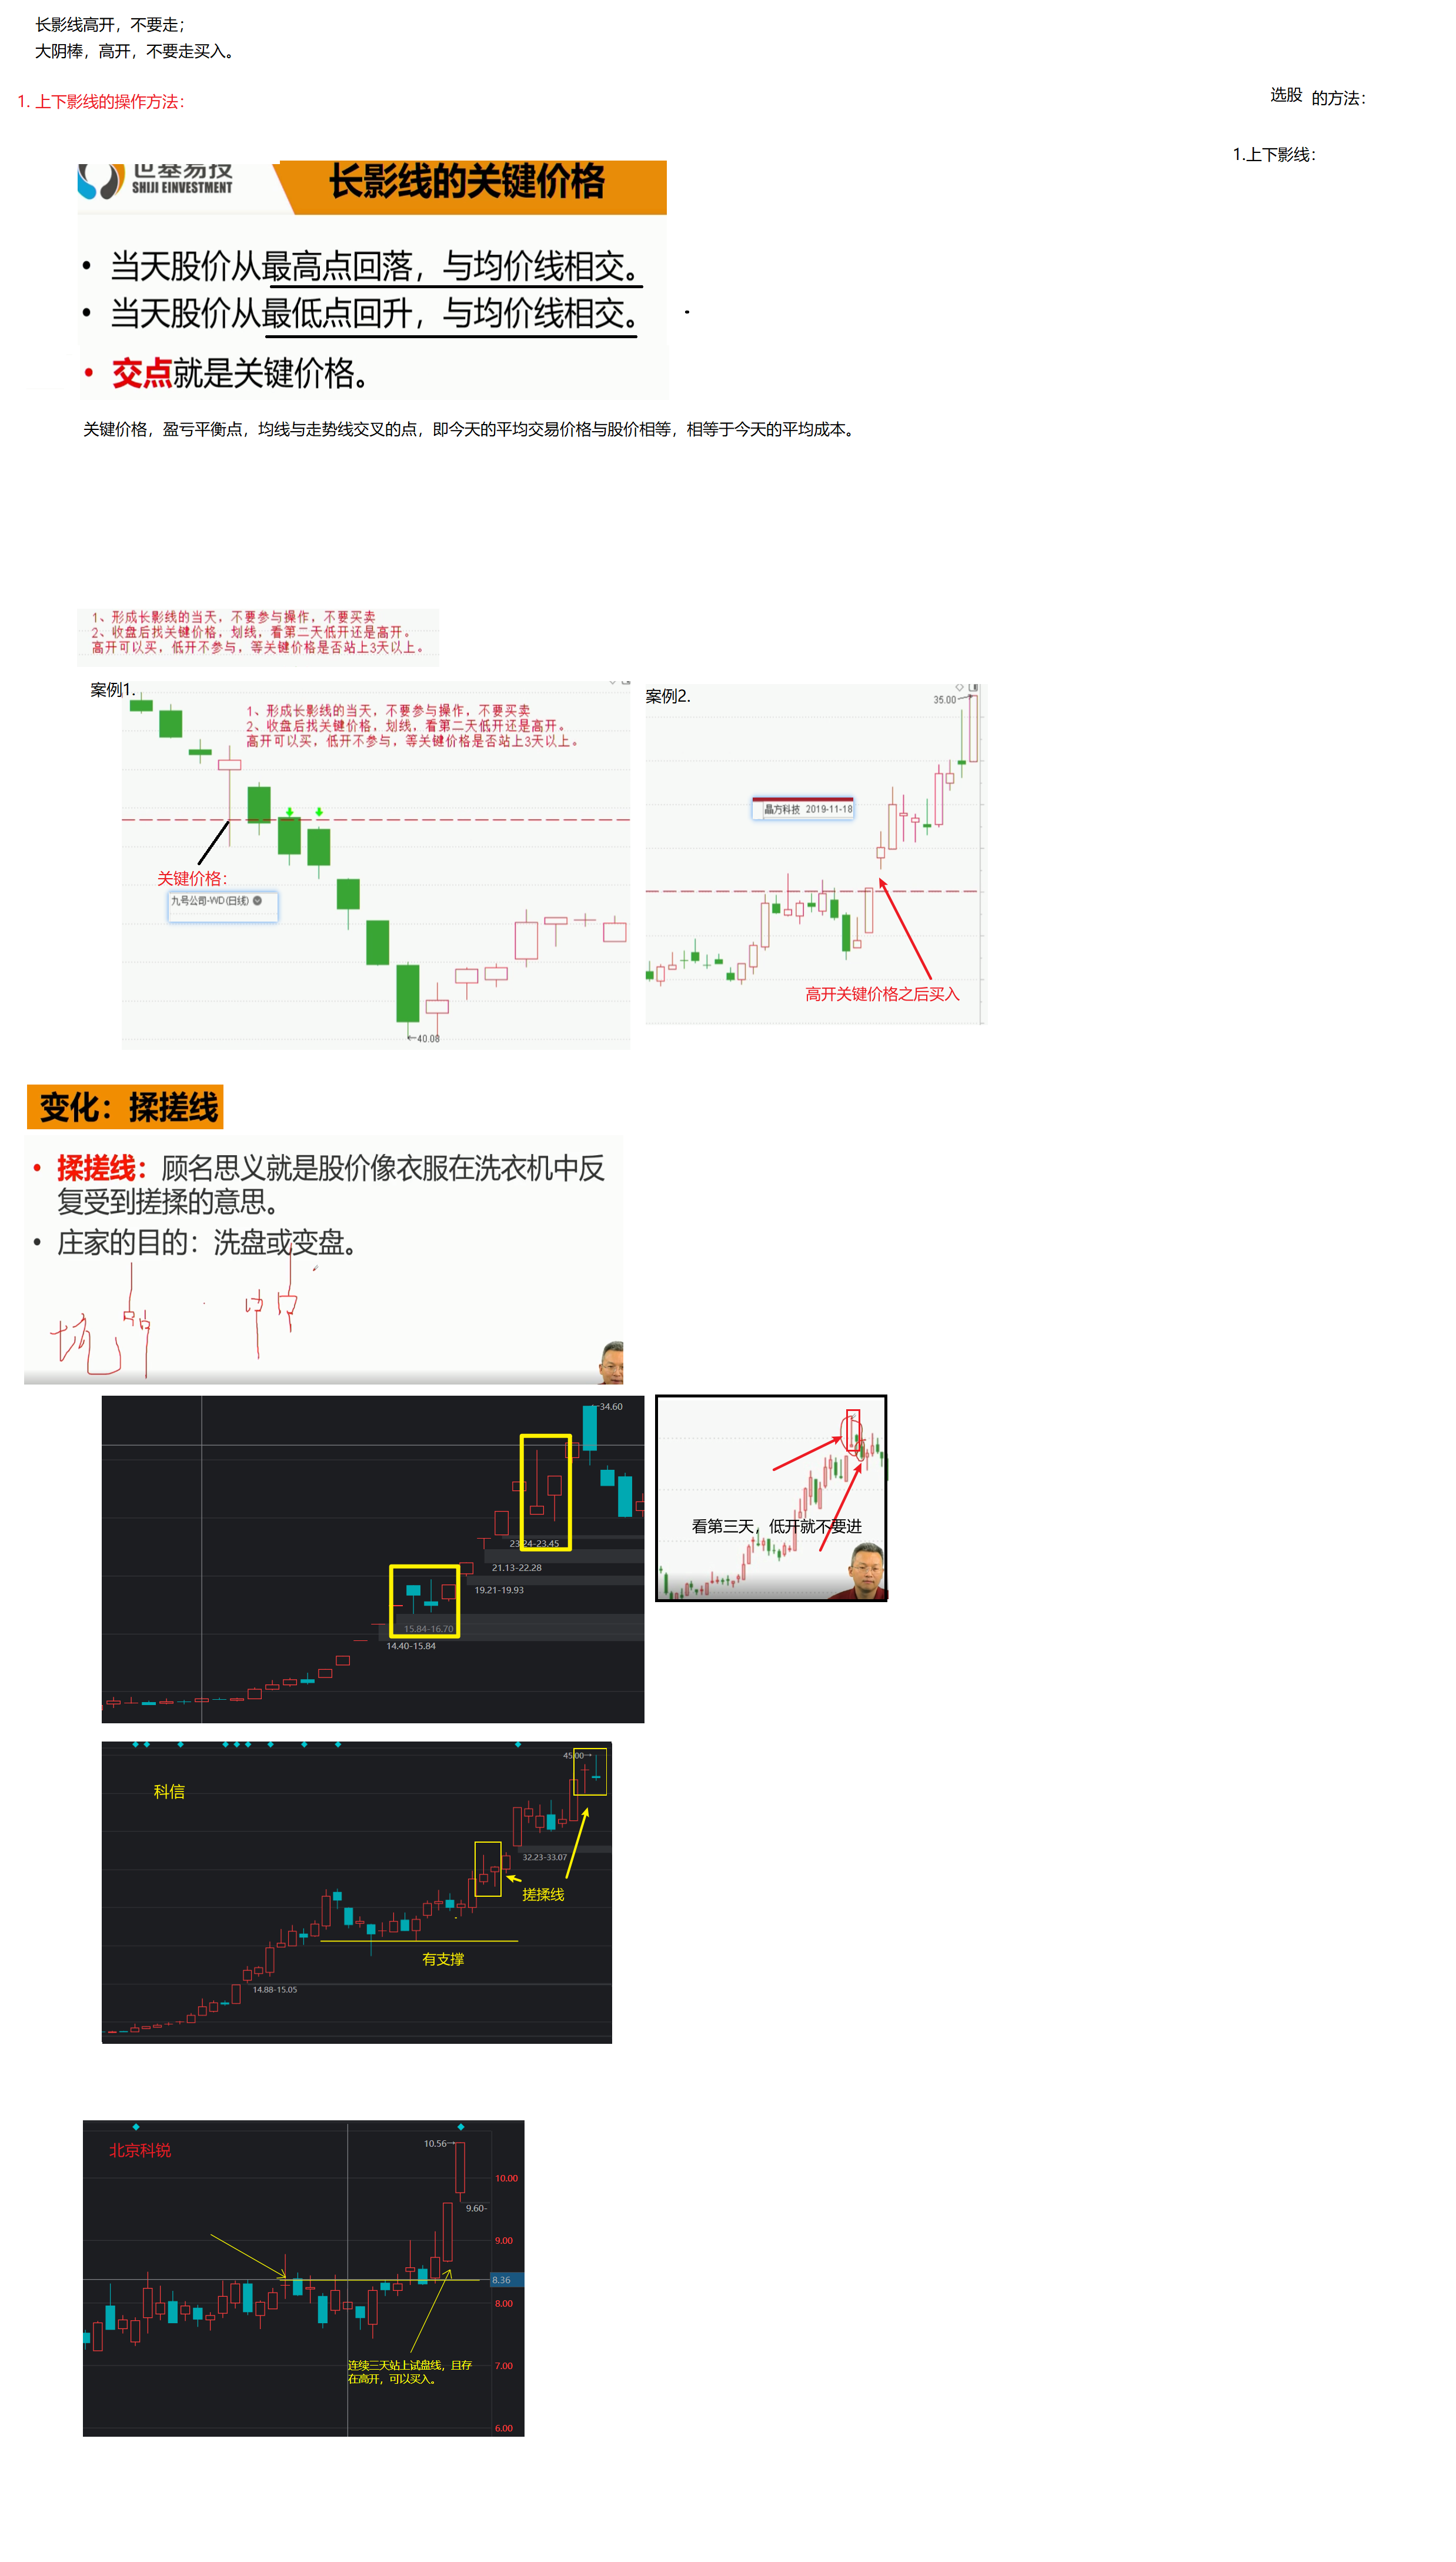 长影线高开，不要走；
大阴棒，高开，不要走买入。
1. 上下影线的操作方法：
选股 的方法：
1.上下影线：
世基易投
SHIJI EINVESTMENT
长影线的关键价格
• 当天股价从最高点回落，与均价线相交。
• 当天股价从最低点回升，与均价线相交。
• 交点就是关键价格。
关键价格，盈亏平衡点，均线与走势线交叉的点，即今天的平均交易价格与股价相等，相等于今天的平均成本。
1、形成长影线的当天，不要参与操作，不要买卖
2、收盘后找关键价格，划线，看第二天低开还是高开。
高开可以买，低开不参与，等关键价格是否站上3天以上。
案例1.
1、形成长影线的当天，不要参与操作，不要买卖
2、收盘后找关键价格，划线，看第二天低开还是高开。
高开可以买，低开不参与，等关键价格是否站上3天以上。
关键价格：
九号公司-WD(日线)
40.08
案例2.
35.00
晶方科技 2019-11-18
高开关键价格之后买入
变化：揉搓线
• 揉搓线：顾名思义就是股价像衣服在洗衣机中反
复受到搓揉的意思。
• 庄家的目的：洗盘或变盘。
坑
34.60
23.24-23.45
21.13-22.28
19.21-19.93
15.84-16.70
14.40-15.84
看第三天，低开就不要进
科信
45.00
32.23-33.07
搓揉线
有支撑
14.88-15.05
北京科锐
10.56
10.00
9.60-
9.00
8.36
8.00
连续三天站上试盘线，且存
在高开，可以买入。
7.00
6.00